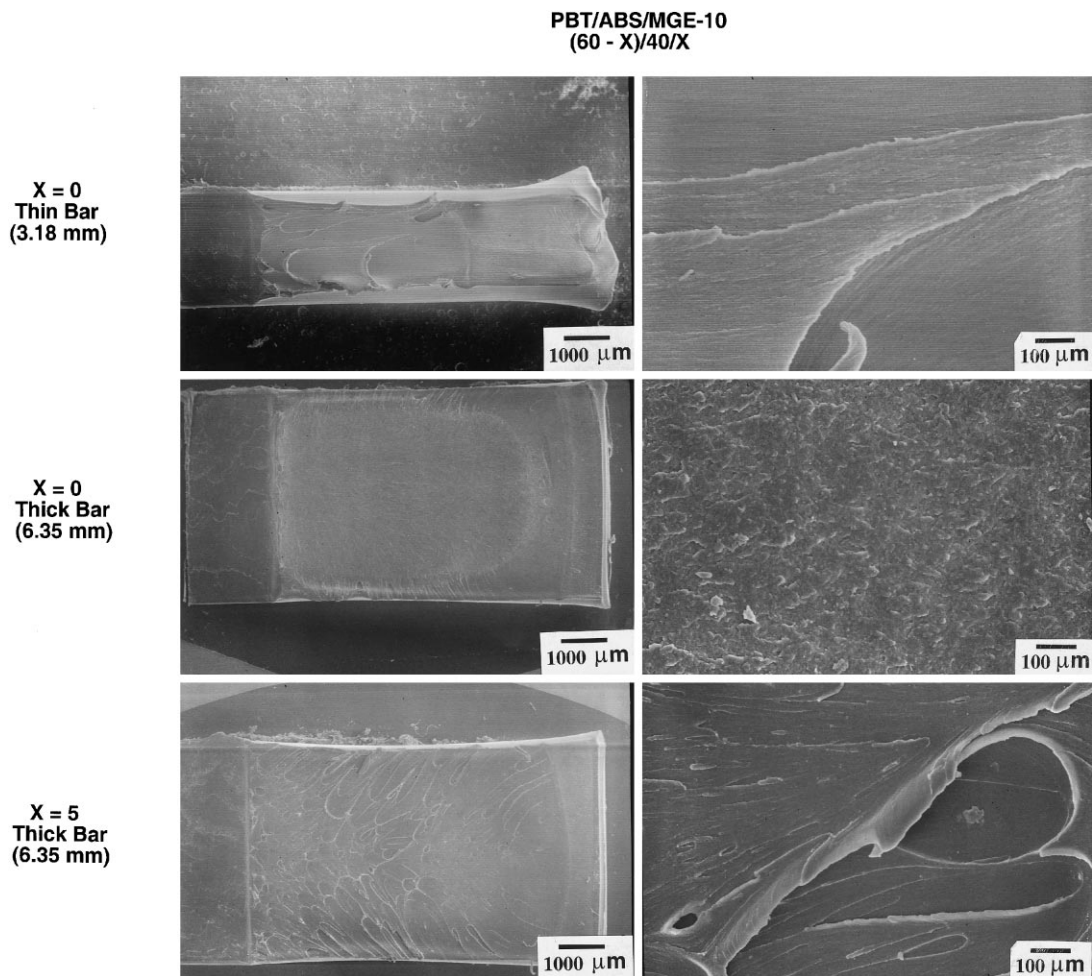 PBT/ABS/MGE-10
(60 - X)/40/X
X = 0
Thin Bar
(3.18 mm)
1000 μm
100 μm
X = 0
Thick Bar
(6.35 mm)
1000 μm
100 μm
X = 5
Thick Bar
(6.35 mm)
1000 μm
100 μm